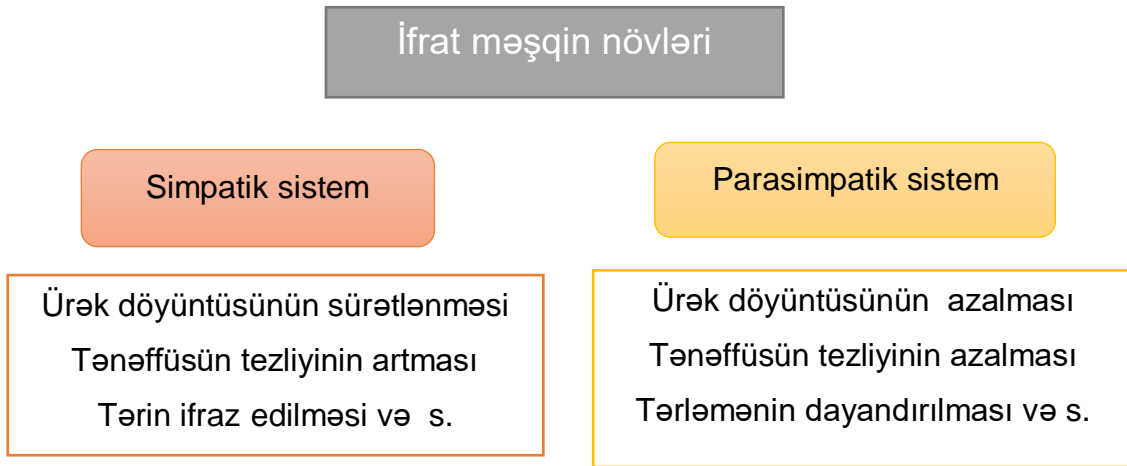 İfrat məşqin növləri
Simpatik sistem
Parasimpatik sistem
Ürək döyüntüsünün sürətlənməsi
Tənəffüsün tezliyinin artması
Tərin ifraz edilməsi və s.
Ürək döyüntüsünün azalması
Tənəffüsün tezliyinin azalması
Tərləmənin dayandırılması və s.